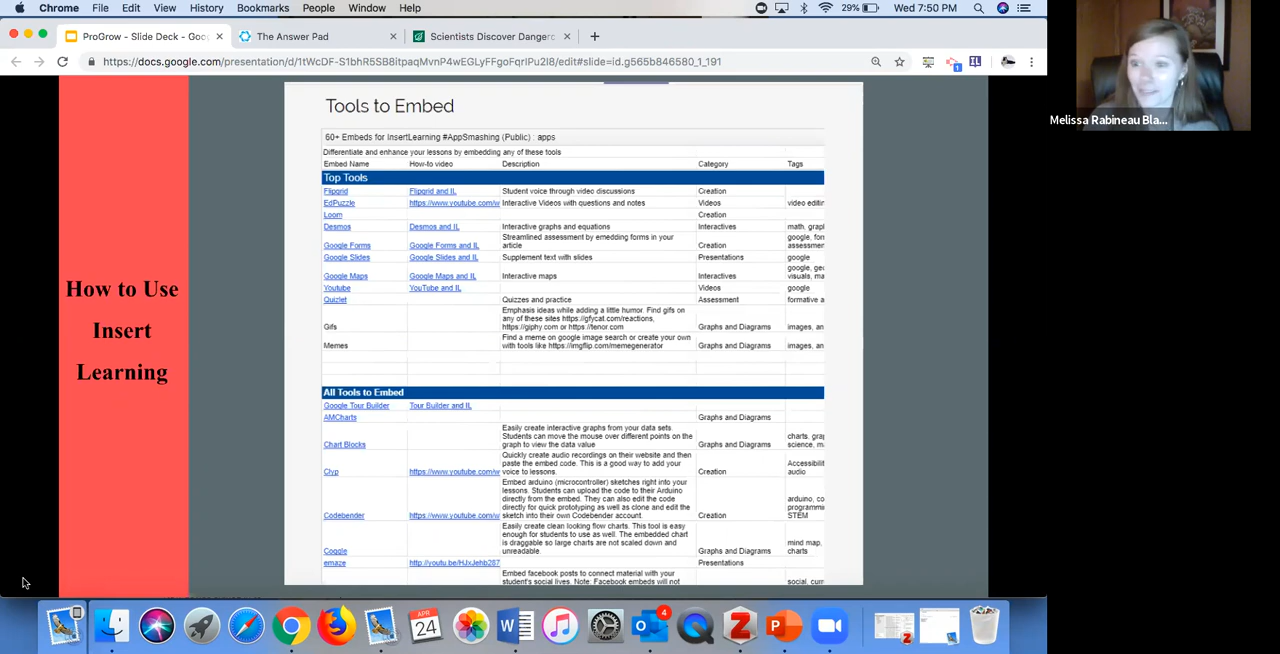 Chrome File Edit View History Bookmarks People Window Help 29% Wed 7:50 PM
ProGrow - Slide Deck - Goo
The Answer Pad
Scientists Discover Danger
https://docs.google.com/presentation/d/1tWcDF-S1bhR5SB8itpaqMvnP4wEGLyFFgoFqrlPu2l8/edit#slide=id.g565b846580_1_191
1
IL
Melissa Rabineau Bla...
How to Use
Insert
Learning
Tools to Embed
60+ Embeds for InsertLearning #AppSmashing (Public) : apps
Differentiate and enhance your lessons by embedding any of these tools
Embed Name How-to video Description Category Tags
Top Tools
Flipgrid Flipgrid and IL Student voice through video discussions Creation
EdPuzzle https://www.youtube.com/w Interactive Videos with questions and notes Videos video editin
Loom Creation
Desmos Desmos and IL Interactive graphs and equations Interactives math, grap
Streamlined assessment by emedding forms in your google, for
Google Forms Google Forms and IL article Creation assessmen
Google Slides Google Slides and IL Supplement text with slides Presentations google
google, geo
Google Maps Google Maps and IL Interactive maps Interactives visuals, ma
Youtube YouTube and IL Videos google
Quizlet Quizzes and practice Assessment formative a
Emphasis ideas while adding a little humor. Find gifs on
any of these sites https://gfycat.com/reactions,
Gifs https://giphy.com or https://tenor.com Graphs and Diagrams images, an
Find a meme on google image search or create your own
Memes with tools like https://imgflip.com/memegenerator Graphs and Diagrams images, an
All Tools to Embed
Google Tour Builder Tour Builder and IL
AMCharts Graphs and Diagrams
Easily create interactive graphs from your data sets.
Students can move the mouse over different points on the charts, grap
Chart Blocks graph to view the data value Graphs and Diagrams science, m
Quickly create audio recordings on their website and then
paste the embed code. This is a good way to add your Accessibili
Clyp https://www.youtube.com/w voice to lessons. Creation audio
Embed arduino (microcontroller) sketches right into your
lessons. Students can upload the code to their Arduino
directly from the embed. They can also edit the code arduino, co
directly for quick prototyping as well as clone and edit the programmi
Codebender https://www.youtube.com/w sketch into their own Codebender account. Creation STEM
Easily create clean looking flow charts. This tool is easy
enough for students to use as well. The embedded chart
is draggable so large charts are not scaled down and mind map,
Coggle unreadable. Graphs and Diagrams charts
emaze http://youtu.be/HJxJehb287 Presentations
Embed facebook posts to connect material with your
student's social lives. Note: Facebook embeds will not social, curr
APR
24
4